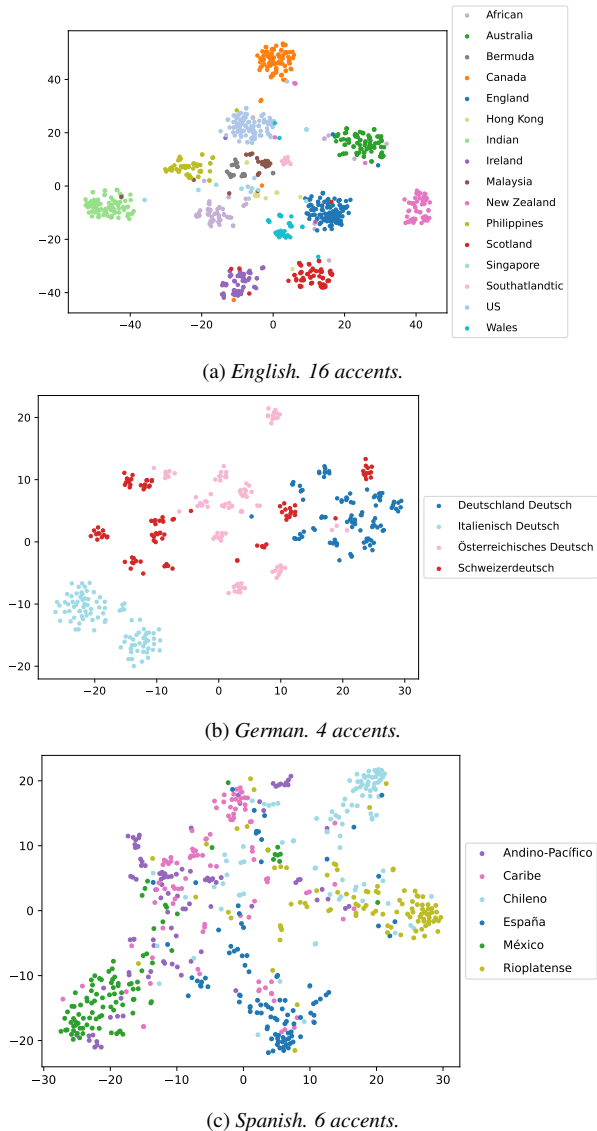 African
Australia
Bermuda
Canada
England
Hong Kong
Indian
Ireland
Malaysia
New Zealand
Philippines
Scotland
Singapore
Southatlandtic
US
Wales
40
20
0
−20
−40
−40 −20 0 20 40
(a) English. 16 accents.
20
10
0
−10
−20
−20 −10 0 10 20 30
Deutschland Deutsch
Italienisch Deutsch
Österreichisches Deutsch
Schweizerdeutsch
(b) German. 4 accents.
20
10
0
−10
−20
−30 −20 −10 0 10 20 30
Andino-Pacífico
Caribe
Chileno
España
México
Rioplatense
(c) Spanish. 6 accents.